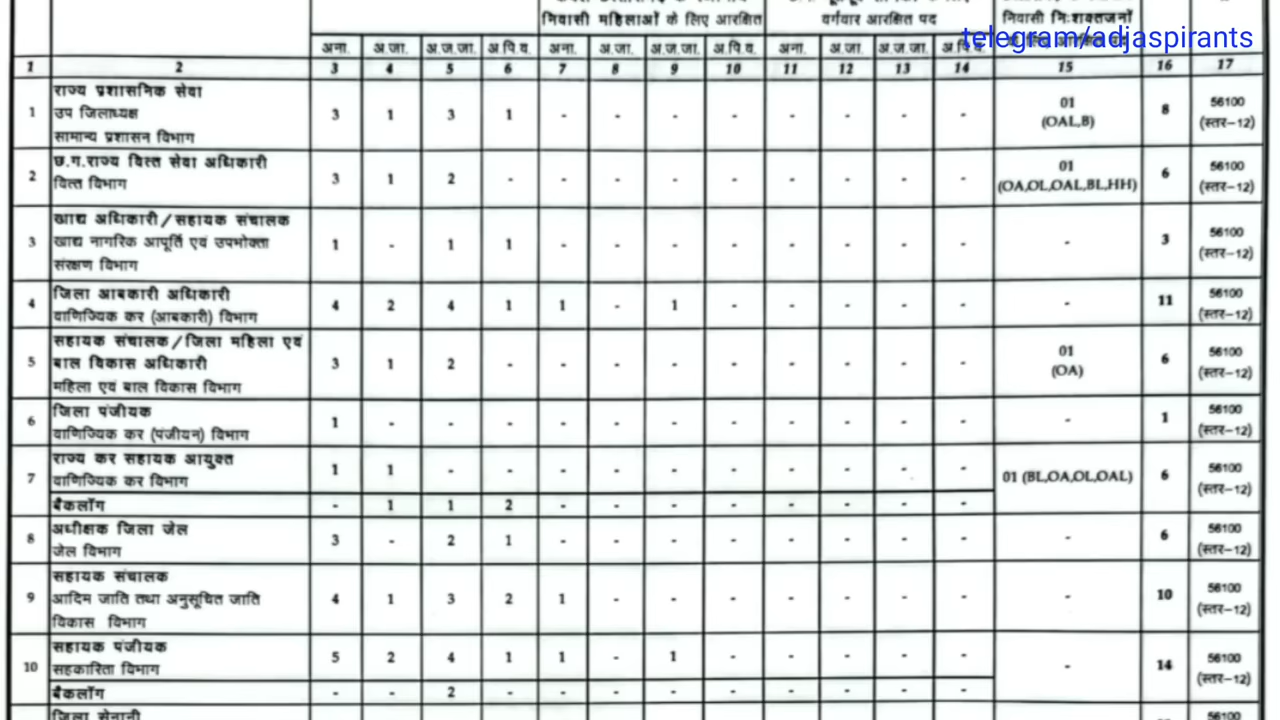 निवासी महिलाओं के लिए आरक्षित
वर्गवार आरक्षित पद
निवासी निःशक्तजनों
telegram/adjaspirants
अना. अ.जा. अ.ज.जा. अ.पि.व. अना. अ.जा. अ.ज.जा. अ.पि.व. अना. अ.जा. अ.ज.जा. अ.पि.व.
1 2 3 4 5 6 7 8 9 10 11 12 13 14 15 16 17
1 राज्य प्रशासनिक सेवा
उप जिलाध्यक्ष
सामान्य प्रशासन विभाग
3 1 3 1 - - - - - - - -
01
(OAL,B)
8
56100
(स्तर-12)
2 छ.ग.राज्य वित्त सेवा अधिकारी
वित्त विभाग
3 1 2 - - - - - - - - -
01
(OA,OL,OAL,BL,HH)
6
56100
(स्तर-12)
3 खाद्य अधिकारी/सहायक संचालक
खाद्य नागरिक आपूर्ति एवं उपभोक्ता
संरक्षण विभाग
1 - 1 1 - - - - - - - - - 3
56100
(स्तर-12)
4 जिला आबकारी अधिकारी
वाणिज्यिक कर (आबकारी) विभाग
4 2 4 1 1 - 1 - - - - - - 11
56100
(स्तर-12)
5 सहायक संचालक/जिला महिला एवं
बाल विकास अधिकारी
महिला एवं बाल विकास विभाग
3 1 2 - - - - - - - - -
01
(OA)
6
56100
(स्तर-12)
6 जिला पंजीयक
वाणिज्यिक कर (पंजीयन) विभाग
1 - - - - - - - - - - - - 1
56100
(स्तर-12)
7 राज्य कर सहायक आयुक्त
वाणिज्यिक कर विभाग
1 1 - - - - - - - - - -
01 (BL,OA,OL,OAL)
6
56100
(स्तर-12)
बैकलॉग - 1 1 2 - - - - - - - -
8 अधीक्षक जिला जेल
जेल विभाग
3 - 2 1 - - - - - - - - - 6
56100
(स्तर-12)
9 सहायक संचालक
आदिम जाति तथा अनुसूचित जाति
विकास विभाग
4 1 3 2 1 - - - - - - - - 10
56100
(स्तर-12)
10 सहायक पंजीयक
सहकारिता विभाग
5 2 4 1 1 - 1 - - - - - - 14
56100
(स्तर-12)
बैकलॉग - - 2 - - - - - - - - -
जिला सेनानी
56100